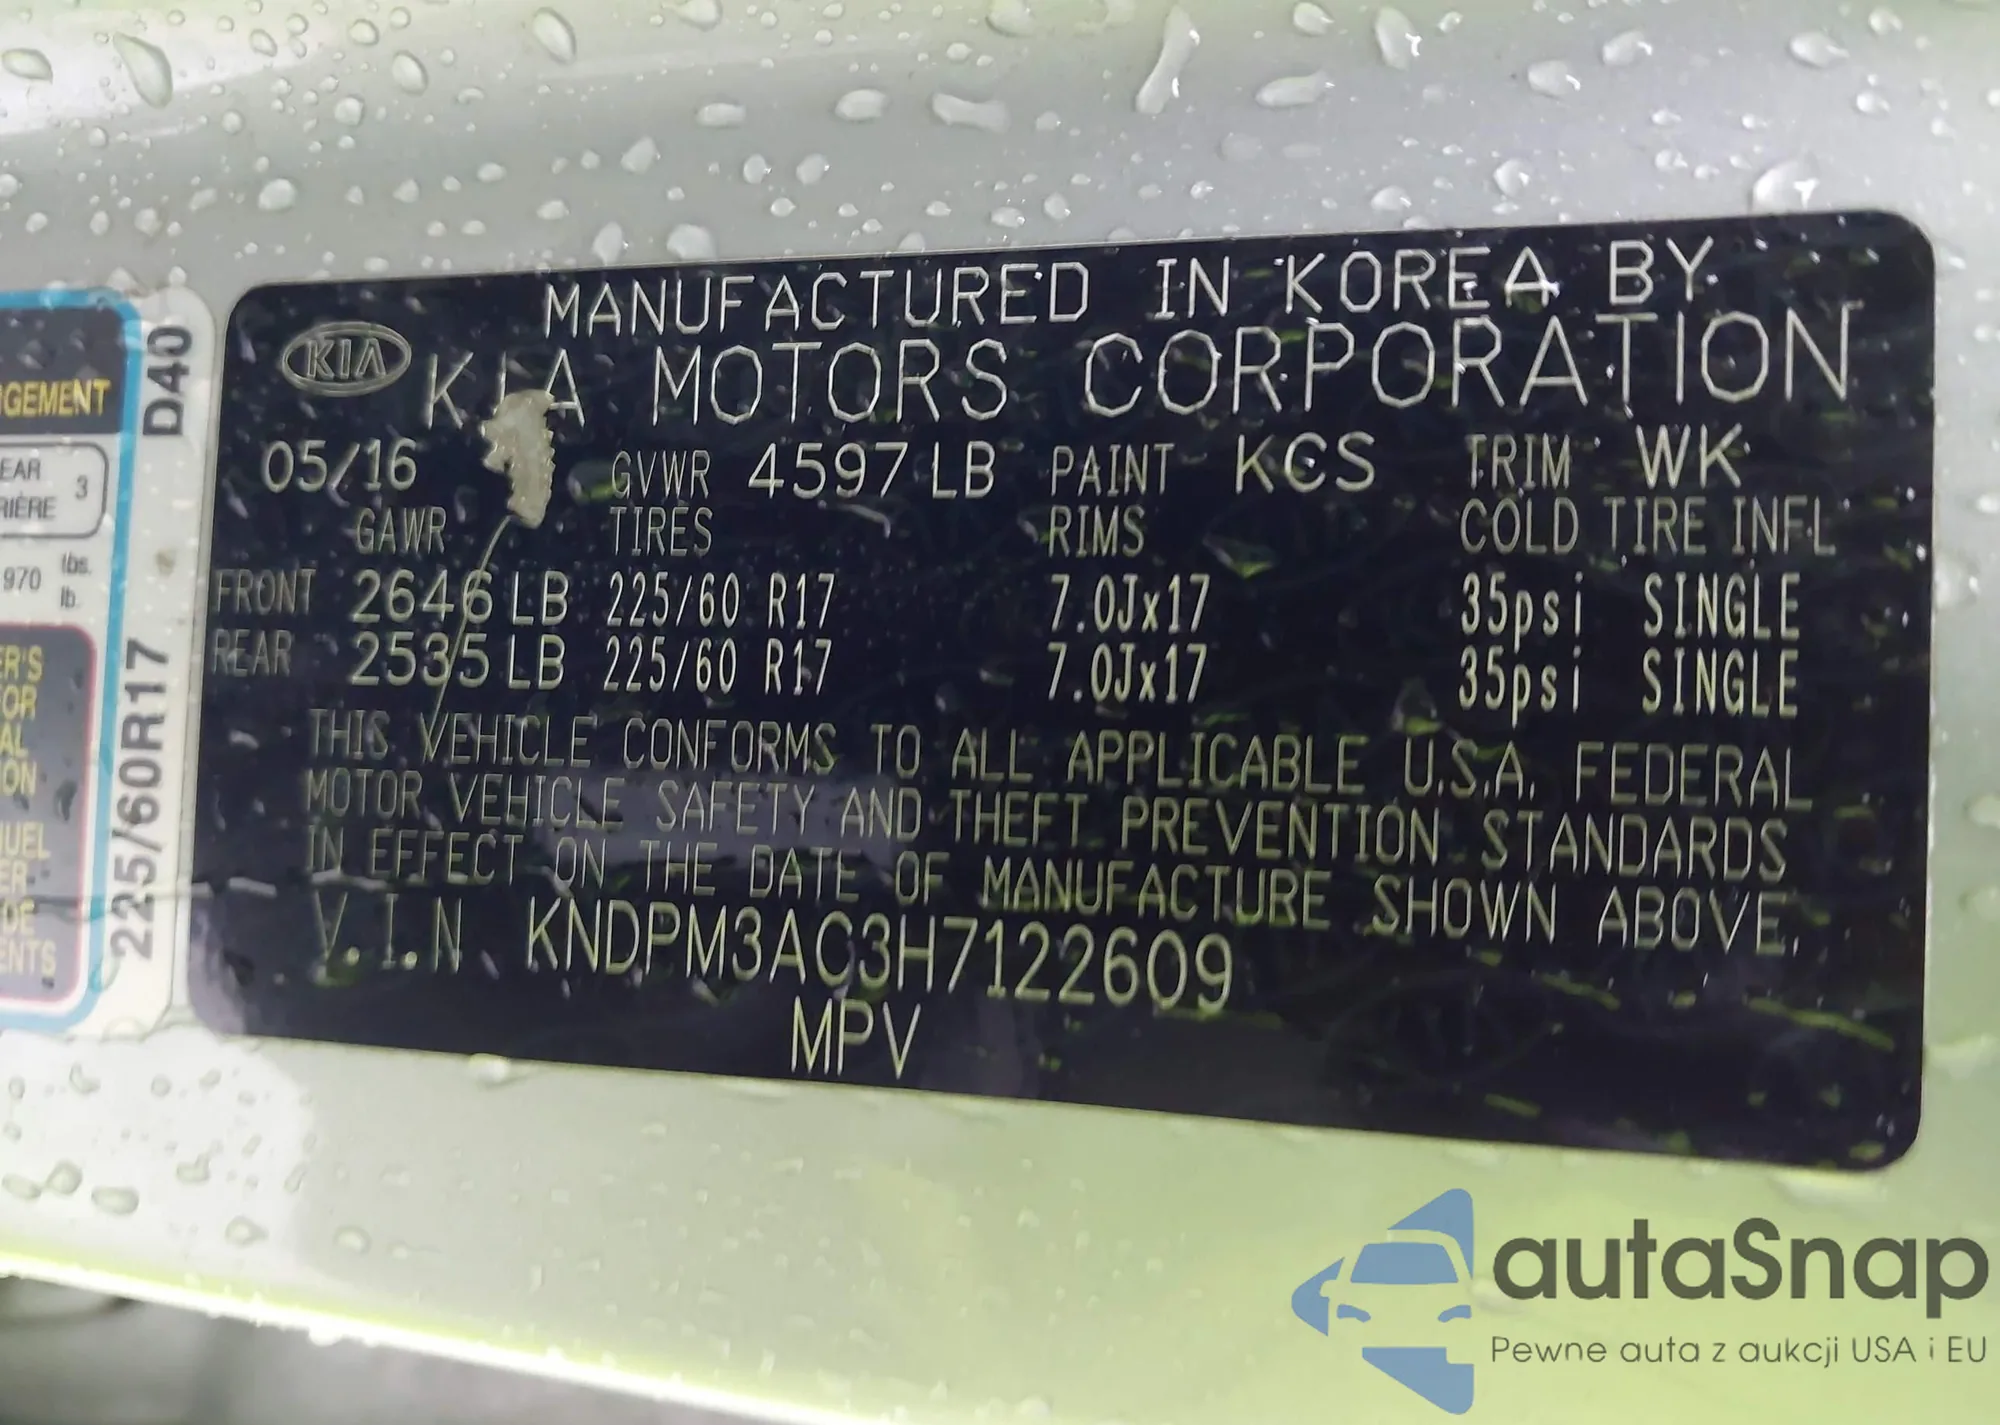 MANUFACTURED IN KOREA BY
KIA
KIA MOTORS CORPORATION
05/16 GVWR 4597 LB PAINT KCS TRIM WK
GAWR TIRES RIMS COLD TIRE INFL
FRONT 2646 LB 225/60 R17 7.0Jx17 35psi SINGLE
REAR 2535 LB 225/60 R17 7.0Jx17 35psi SINGLE
THIS VEHICLE CONFORMS TO ALL APPLICABLE U.S.A. FEDERAL
MOTOR VEHICLE SAFETY AND THEFT PREVENTION STANDARDS
IN EFFECT ON THE DATE OF MANUFACTURE SHOWN ABOVE.
V.I.N KNDPM3AC3H7122609
MPV
D40
225/60R17
3
970 lbs.
lb.
autaSnap
Pewne auta z aukcji USA i EU